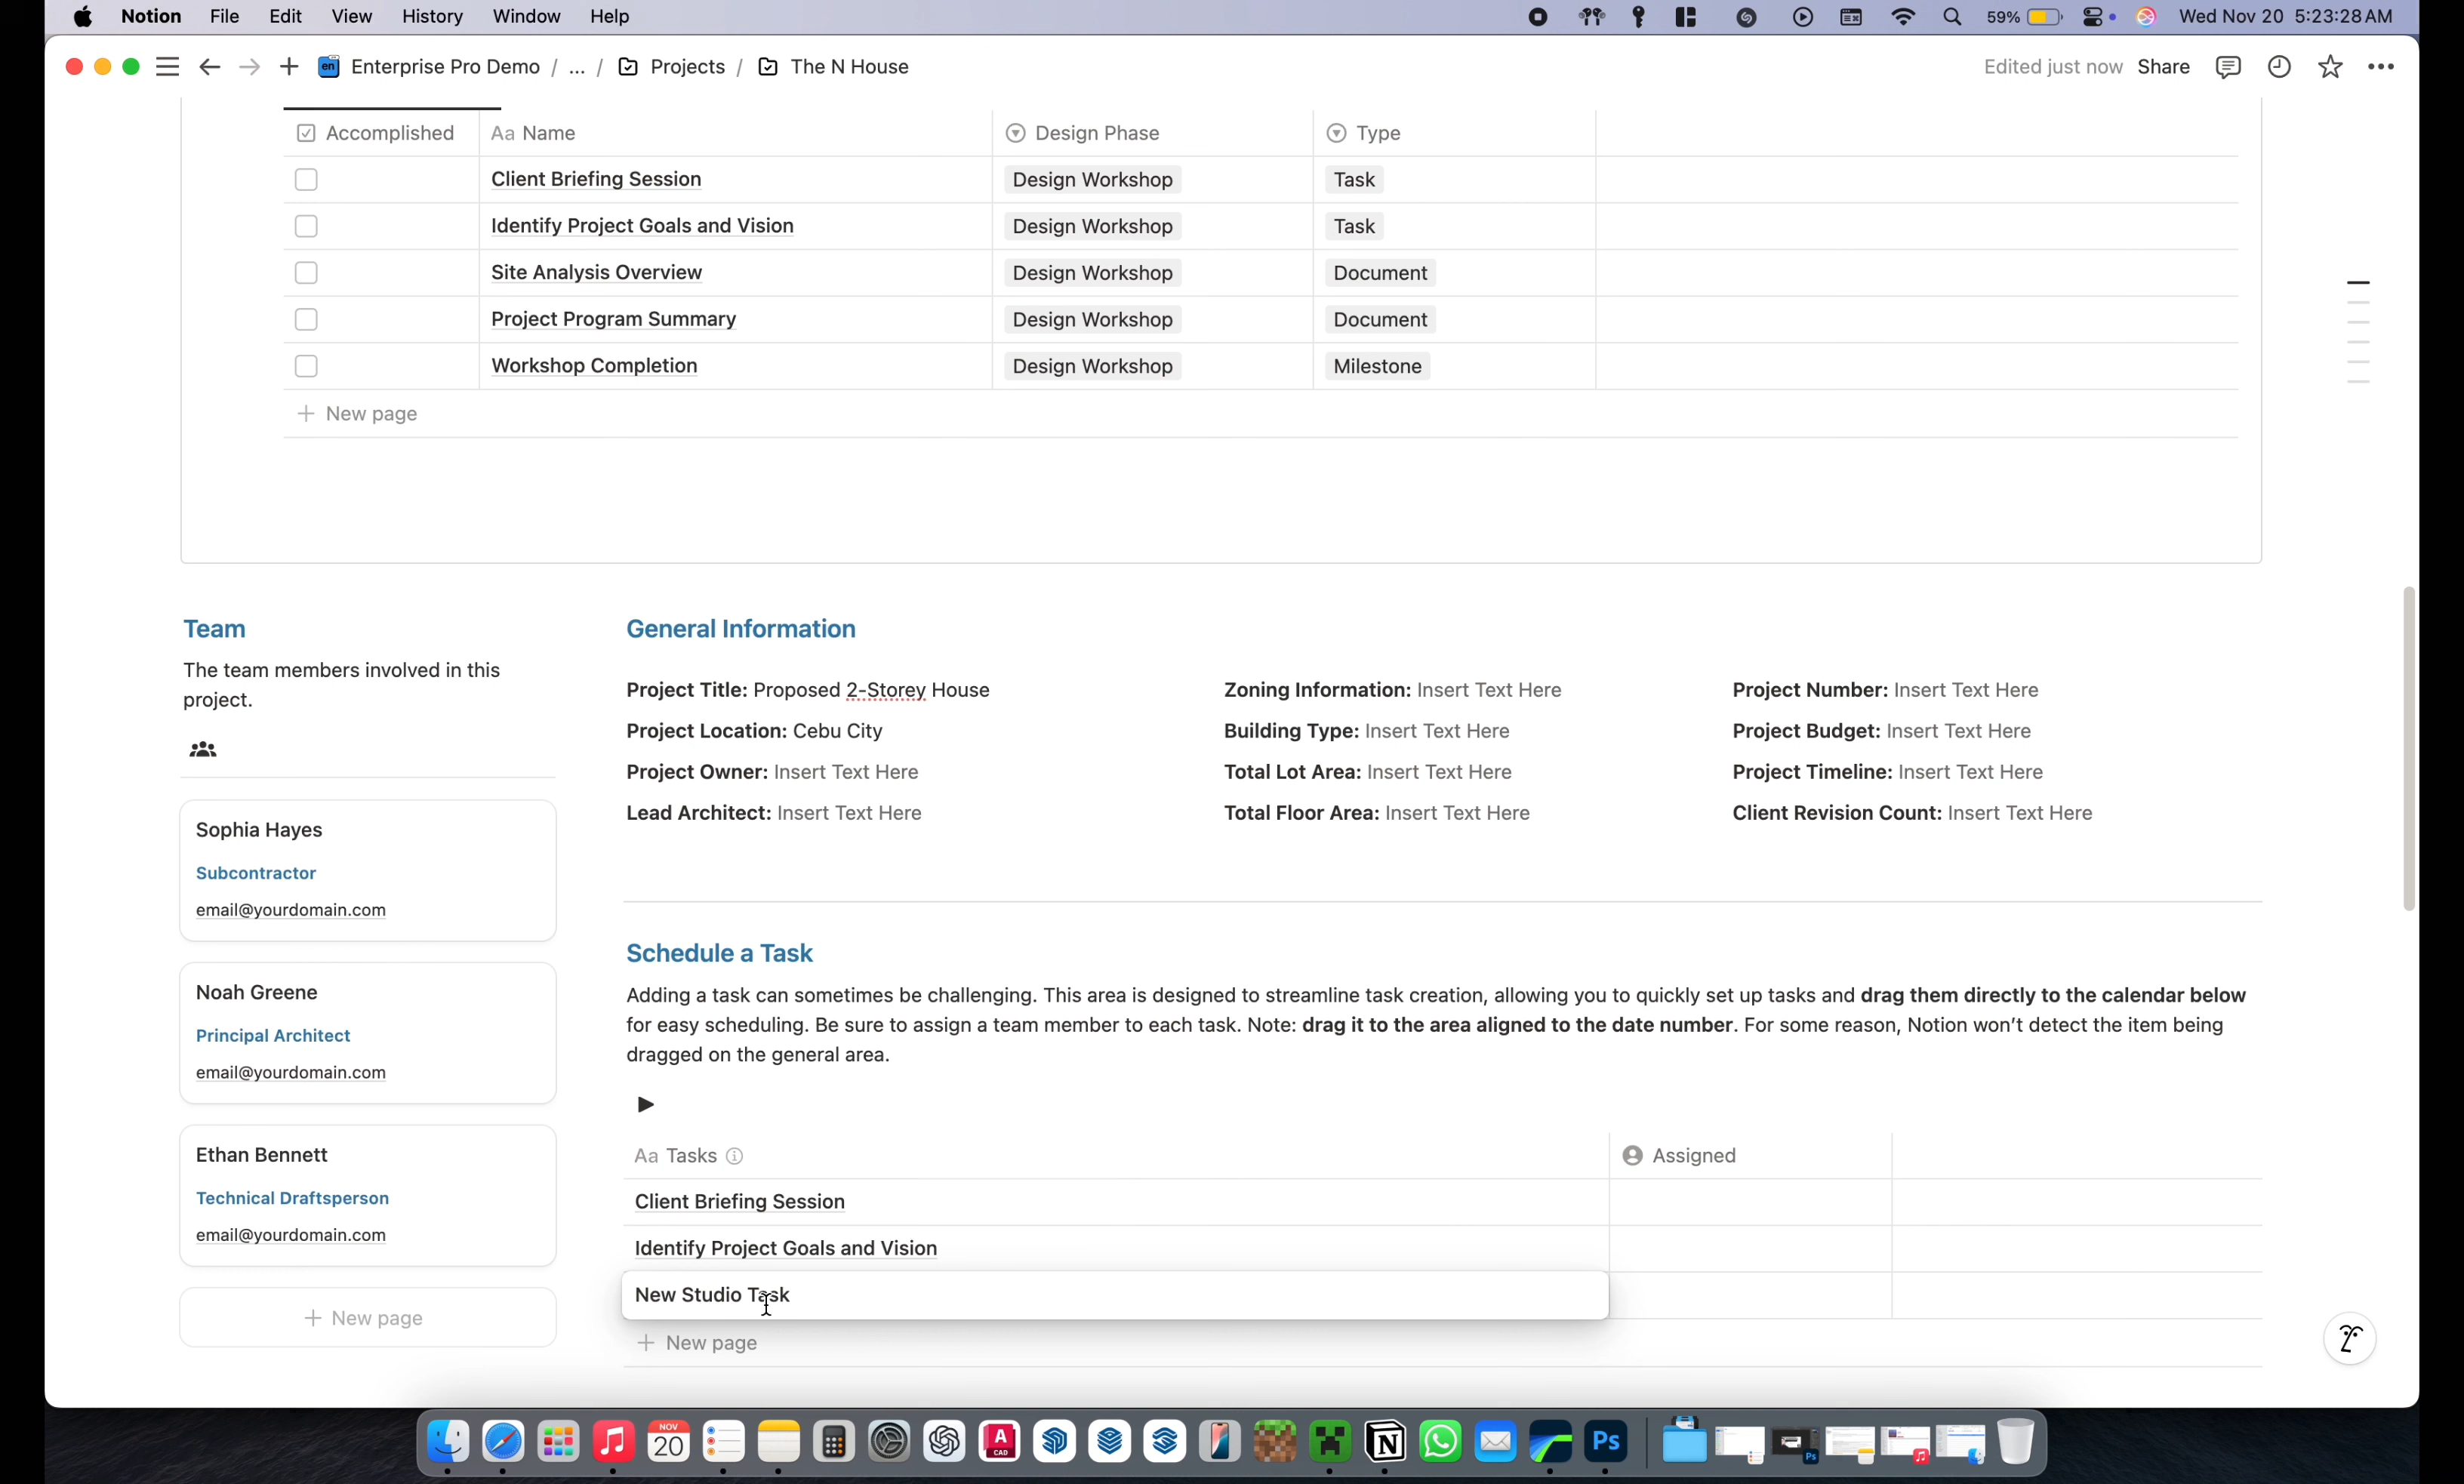 Notion File Edit View History Window Help 59% Wed Nov 20 5:23:28 AM
en Enterprise Pro Demo / ... / Projects / The N House Edited just now Share
Accomplished Aa Name Design Phase Type
Client Briefing Session Design Workshop Task
Identify Project Goals and Vision Design Workshop Task
Site Analysis Overview Design Workshop Document
Project Program Summary Design Workshop Document
Workshop Completion Design Workshop Milestone
+ New page
Team
The team members involved in this
project.
Sophia Hayes
Subcontractor
email@yourdomain.com
Noah Greene
Principal Architect
email@yourdomain.com
Ethan Bennett
Technical Draftsperson
email@yourdomain.com
+ New page
General Information
Project Title: Proposed 2-Storey House
Project Location: Cebu City
Project Owner: Insert Text Here
Lead Architect: Insert Text Here
Zoning Information: Insert Text Here
Building Type: Insert Text Here
Total Lot Area: Insert Text Here
Total Floor Area: Insert Text Here
Project Number: Insert Text Here
Project Budget: Insert Text Here
Project Timeline: Insert Text Here
Client Revision Count: Insert Text Here
Schedule a Task
Adding a task can sometimes be challenging. This area is designed to streamline task creation, allowing you to quickly set up tasks and drag them directly to the calendar below
for easy scheduling. Be sure to assign a team member to each task. Note: drag it to the area aligned to the date number. For some reason, Notion won't detect the item being
dragged on the general area.
Aa Tasks Assigned
Client Briefing Session
Identify Project Goals and Vision
New Studio Task
+ New page
NOV
20
A
CAD
N
Ps